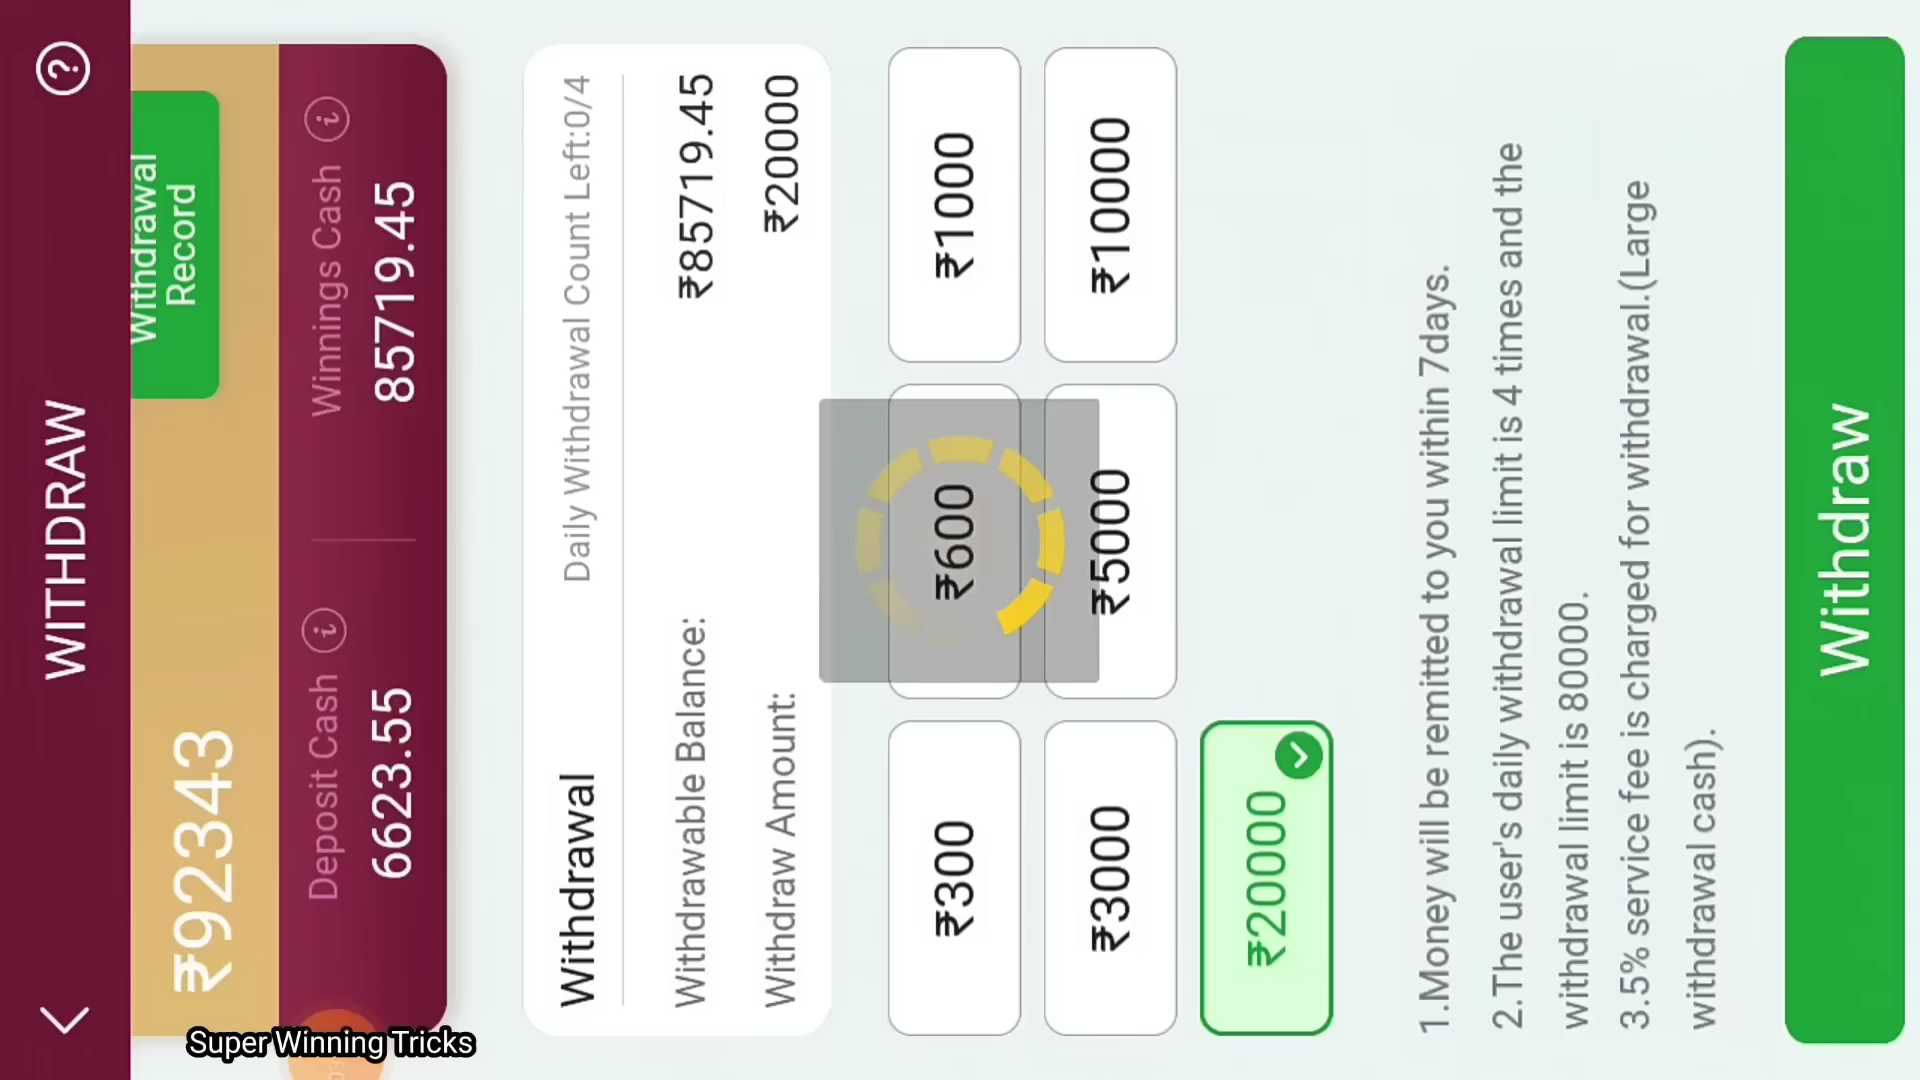 WITHDRAW
Withdrawal
Record
₹92343
Deposit Cash
6623.55
Winnings Cash
85719.45
Withdrawal
Daily Withdrawal Count Left:0/4
Withdrawable Balance:
₹85719.45
Withdraw Amount:
₹20000
₹300
₹600
₹1000
₹3000
₹5000
₹10000
₹20000
1.Money will be remitted to you within 7days.
2.The user's daily withdrawal limit is 4 times and the
withdrawal limit is 80000.
3.5% service fee is charged for withdrawal.(Large
withdrawal cash).
Withdraw
Super Winning Tricks